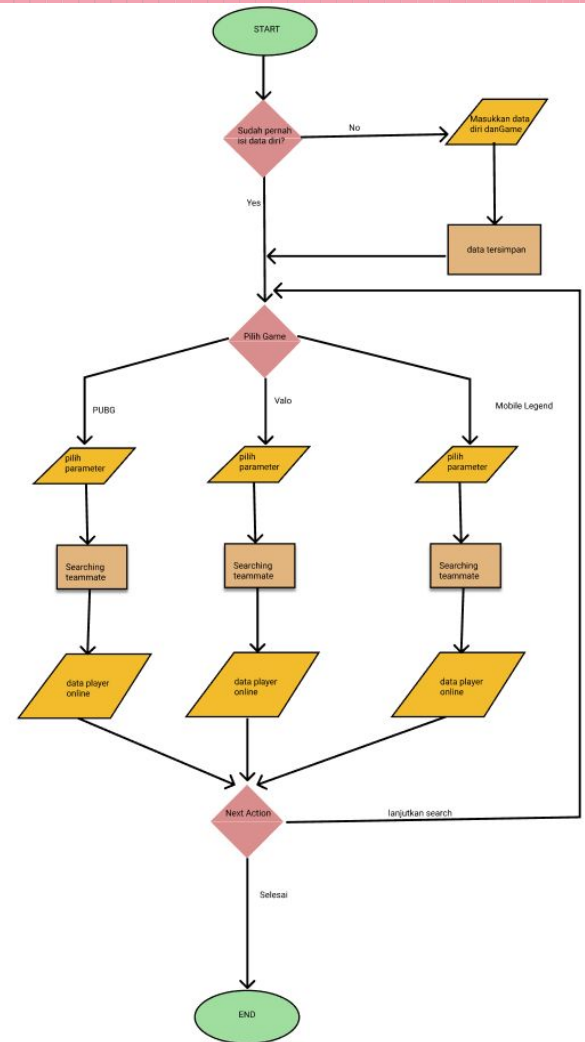 START
Sudah pernah
isi data diri?
No
Masukkan data
diri danGame
Yes
data tersimpan
Pilih Game
PUBG
Valo
Mobile Legend
pilih
parameter
pilih
parameter
pilih
parameter
Searching
teammate
Searching
teammate
Searching
teammate
data player
online
data player
online
data player
online
Next Action
lanjutkan search
Selesai
END